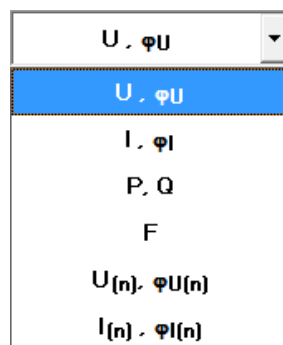 U, φU
U, φU
I, φI
P, Q
F
U(n), φU(n)
I(n), φI(n)